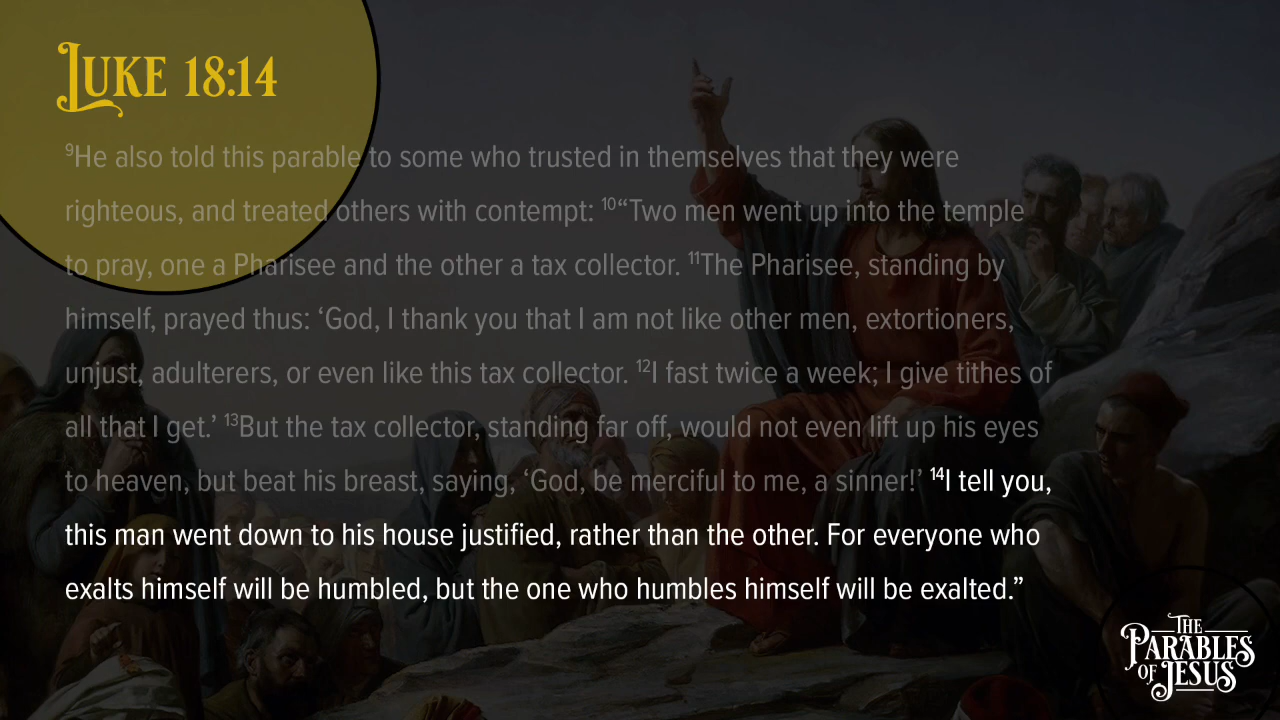 LUKE 18:14
⁹He also told this parable to some who trusted in themselves that they were
righteous, and treated others with contempt: ¹⁰“Two men went up into the temple
to pray, one a Pharisee and the other a tax collector. ¹¹The Pharisee, standing by
himself, prayed thus: ‘God, I thank you that I am not like other men, extortioners,
unjust, adulterers, or even like this tax collector. ¹²I fast twice a week; I give tithes of
all that I get.’ ¹³But the tax collector, standing far off, would not even lift up his eyes
to heaven, but beat his breast, saying, ‘God, be merciful to me, a sinner!’ ¹⁴I tell you,
this man went down to his house justified, rather than the other. For everyone who
exalts himself will be humbled, but the one who humbles himself will be exalted.”
THE
PARABLES
OF JESUS